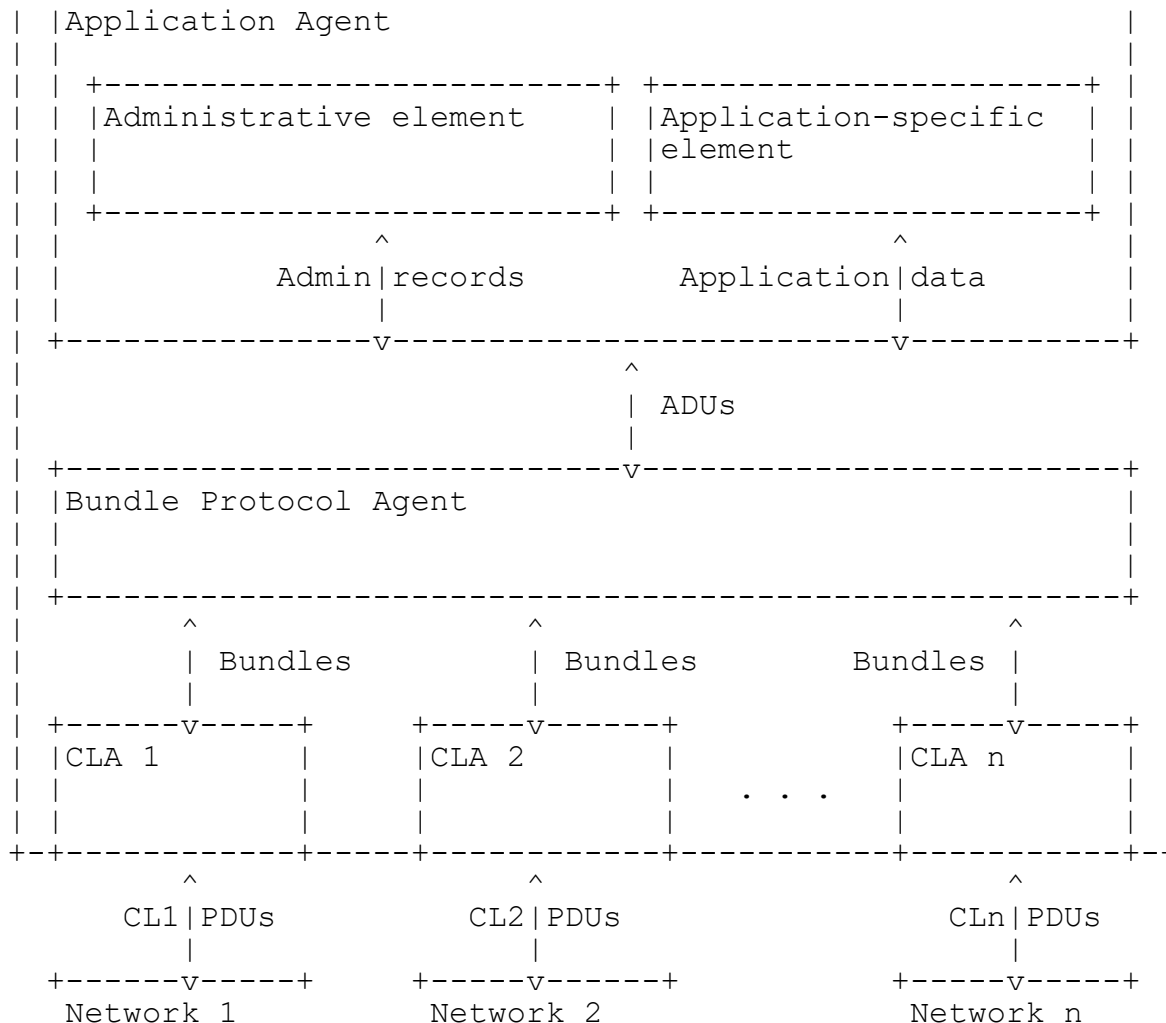 Application Agent
Administrative element Application-specific
element
Admin|records Application|data
ADUs
Bundle Protocol Agent
Bundles Bundles Bundles
CLA 1 CLA 2 CLA n
. . .
CL1|PDUs CL2|PDUs CLn|PDUs
Network 1 Network 2 Network n